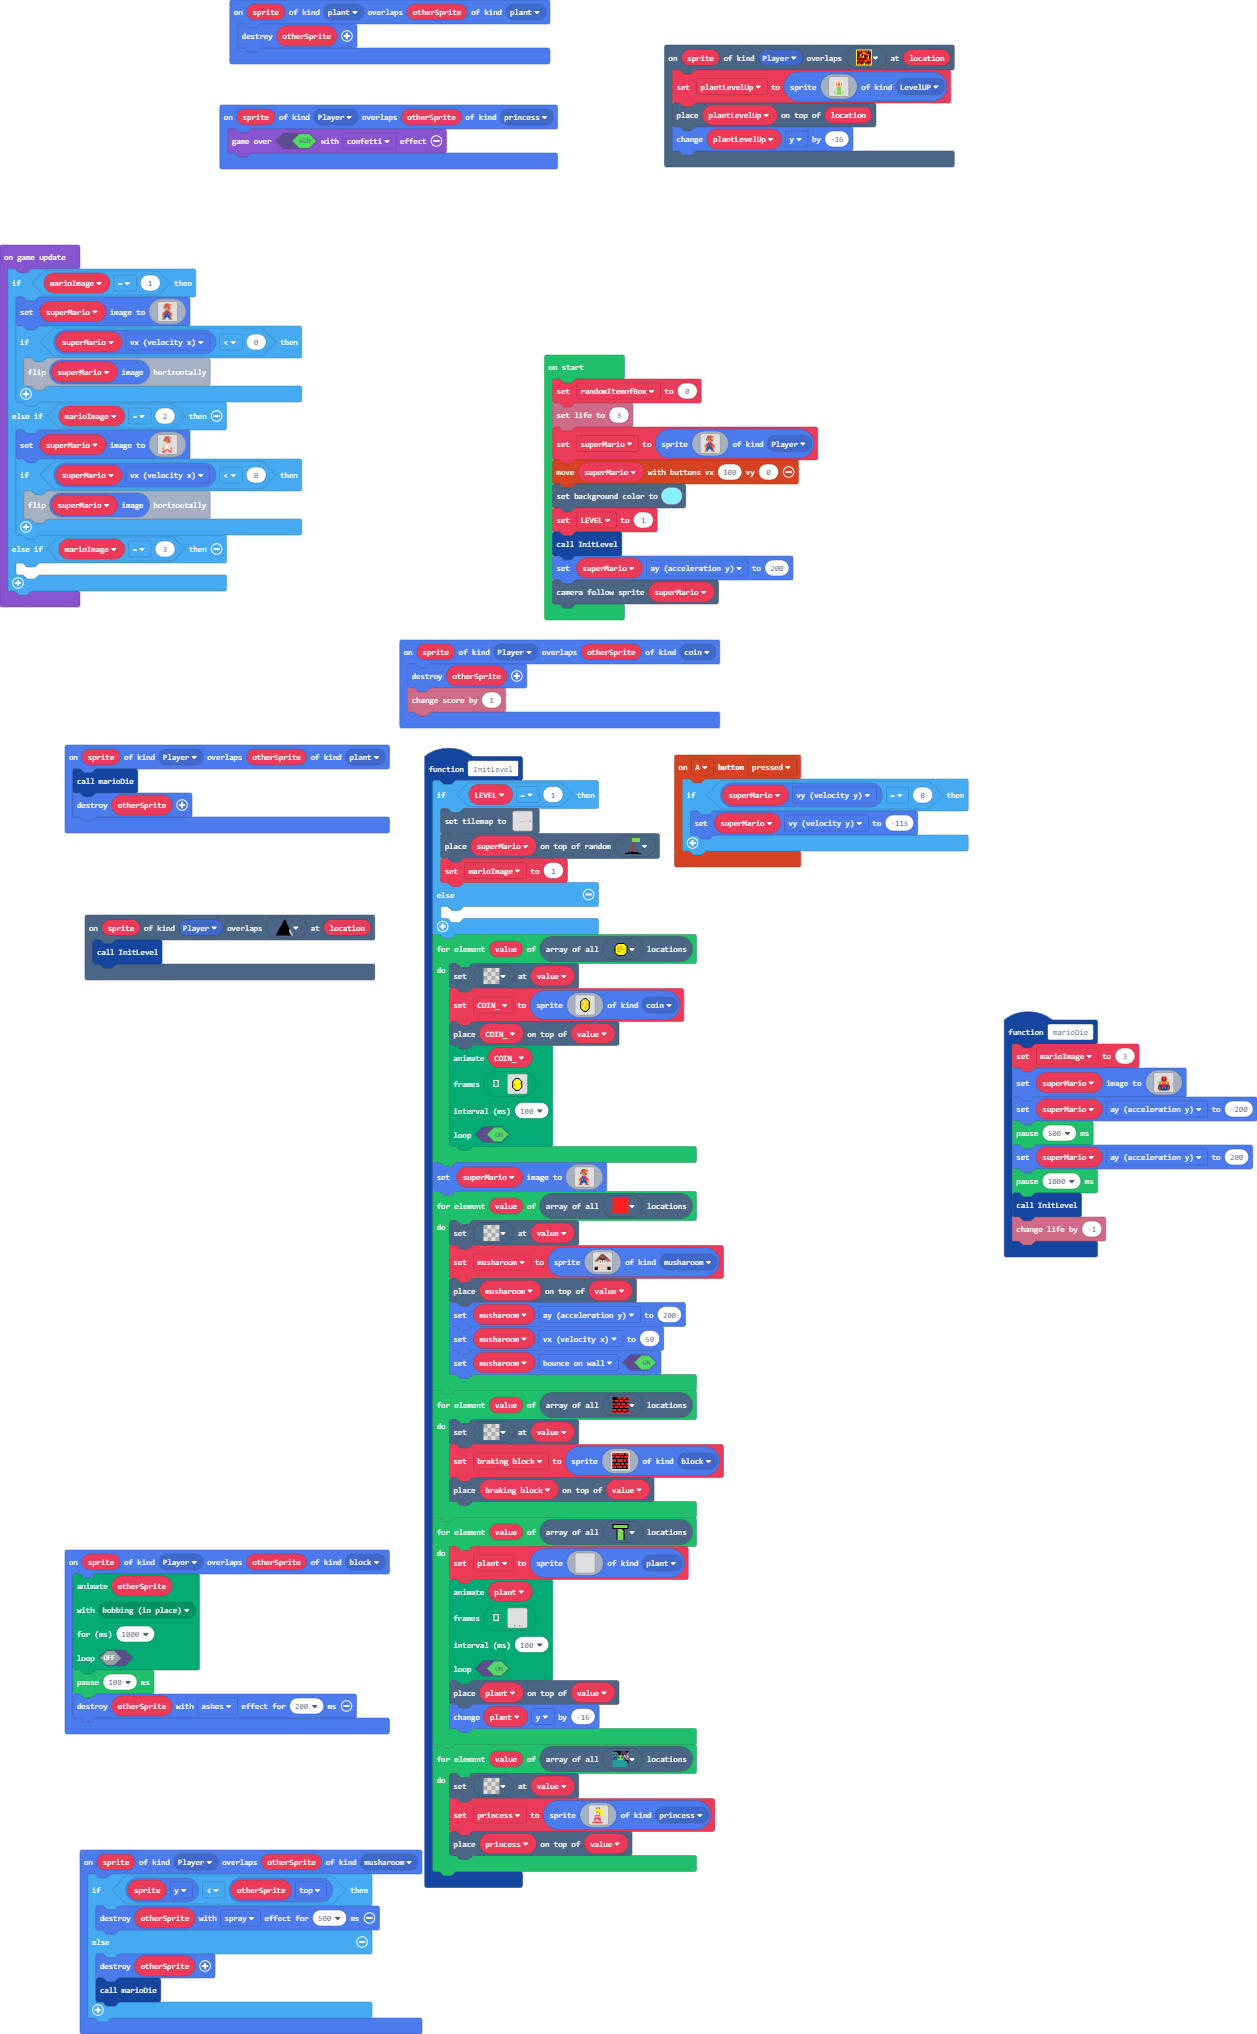 on sprite of kind plant overlaps otherSprite of kind plant
destroy otherSprite
on sprite of kind Player overlaps at location
set plantLevelUp to sprite of kind LevelUP
place plantLevelUp on top of location
change plantLevelUp y by -16
on sprite of kind Player overlaps otherSprite of kind princess
game over WIN with confetti effect
on game update
if marioImage = 1 then
set superMario image to
if superMario vx (velocity x) < 0 then
flip superMario image horizontally
else if marioImage = 2 then
set superMario image to
if superMario vx (velocity x) < 0 then
flip superMario image horizontally
else if marioImage = 3 then
on start
set randomItemofBox to 0
set life to 3
set superMario to sprite of kind Player
move superMario with buttons vx 100 vy 0
set background color to
set LEVEL to 1
call InitLevel
set superMario ay (acceleration y) to 200
camera follow sprite superMario
on sprite of kind Player overlaps otherSprite of kind coin
destroy otherSprite
change score by 1
on sprite of kind Player overlaps otherSprite of kind plant
call marioDie
destroy otherSprite
on sprite of kind Player overlaps at location
call InitLevel
function InitLevel
if LEVEL = 1 then
set tilemap to
place superMario on top of random
set marioImage to 1
else
for element value of array of all locations
do set at value
set COIN_ to sprite of kind coin
place COIN_ on top of value
animate COIN_
frames
interval (ms) 100
loop ON
set superMario image to
for element value of array of all locations
do set at value
set musharoom to sprite of kind musharoom
place musharoom on top of value
set musharoom ay (acceleration y) to 200
set musharoom vx (velocity x) to 50
set musharoom bounce on wall ON
for element value of array of all locations
do set at value
set braking block to sprite of kind block
place braking block on top of value
for element value of array of all locations
do set plant to sprite of kind plant
animate plant
frames
interval (ms) 100
loop ON
place plant on top of value
change plant y by -16
for element value of array of all locations
do set at value
set princess to sprite of kind princess
place princess on top of value
on A button pressed
if superMario vy (velocity y) = 0 then
set superMario vy (velocity y) to -115
function marioDie
set marioImage to 3
set superMario image to
set superMario ay (acceleration y) to -200
pause 500 ms
set superMario ay (acceleration y) to 200
pause 1000 ms
call InitLevel
change life by -1
on sprite of kind Player overlaps otherSprite of kind block
animate otherSprite
with bobbing (in place)
for (ms) 1000
loop OFF
pause 100 ms
destroy otherSprite with ashes effect for 200 ms
on sprite of kind Player overlaps otherSprite of kind musharoom
if sprite y < otherSprite top then
destroy otherSprite with spray effect for 500 ms
else
destroy otherSprite
call marioDie